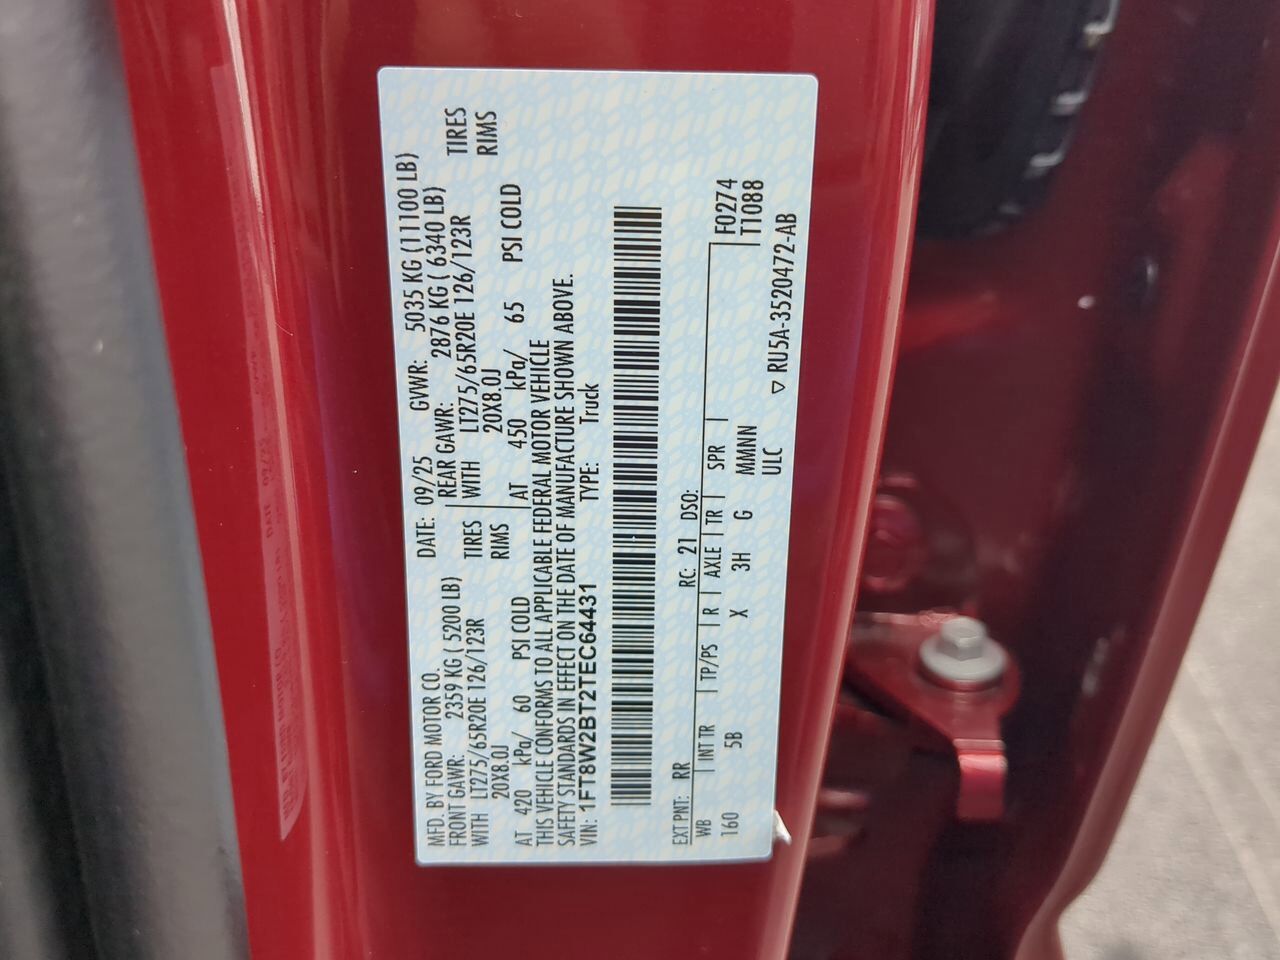 MFD. BY FORD MOTOR CO.
DATE: 09/25 GVWR: 5035 KG (11100 LB)
FRONT GAWR: 2359 KG ( 5200 LB) REAR GAWR: 2876 KG ( 6340 LB)
WITH LT275/65R20E 126/123R TIRES WITH LT275/65R20E 126/123R TIRES
20X8.0J RIMS 20X8.0J RIMS
AT 420 kPa/ 60 PSI COLD AT 450 kPa/ 65 PSI COLD
THIS VEHICLE CONFORMS TO ALL APPLICABLE FEDERAL MOTOR VEHICLE
SAFETY STANDARDS IN EFFECT ON THE DATE OF MANUFACTURE SHOWN ABOVE.
VIN: 1FT8W2BT2TEC64431 TYPE: Truck
EXT PNT: RR RC: 21 DSO:
WB INT TR TP/PS R AXLE TR SPR F0274
160 5B X 3H G MMMNN T1088
ULC
▽ RU5A-3520472-AB